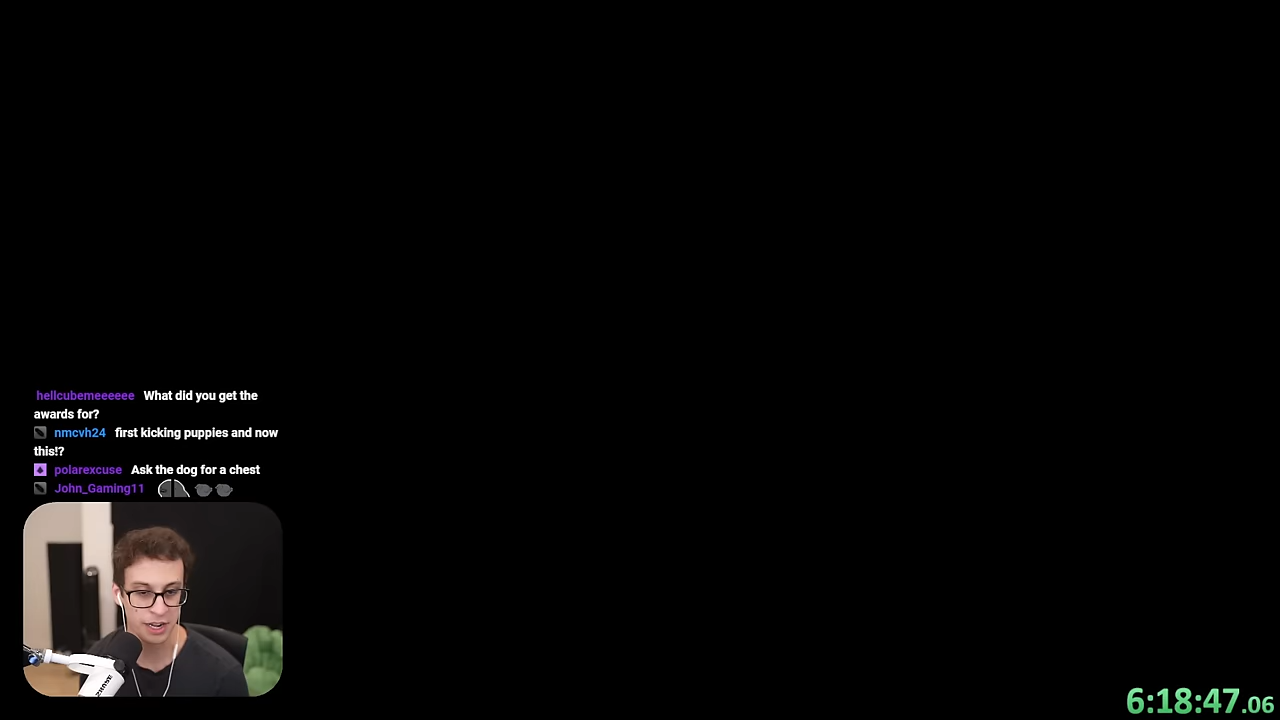 hellcubemeeeeee What did you get the
awards for?
nmcvh24 first kicking puppies and now
this!?
polarexcuse Ask the dog for a chest
John_Gaming11
6:18:47.06